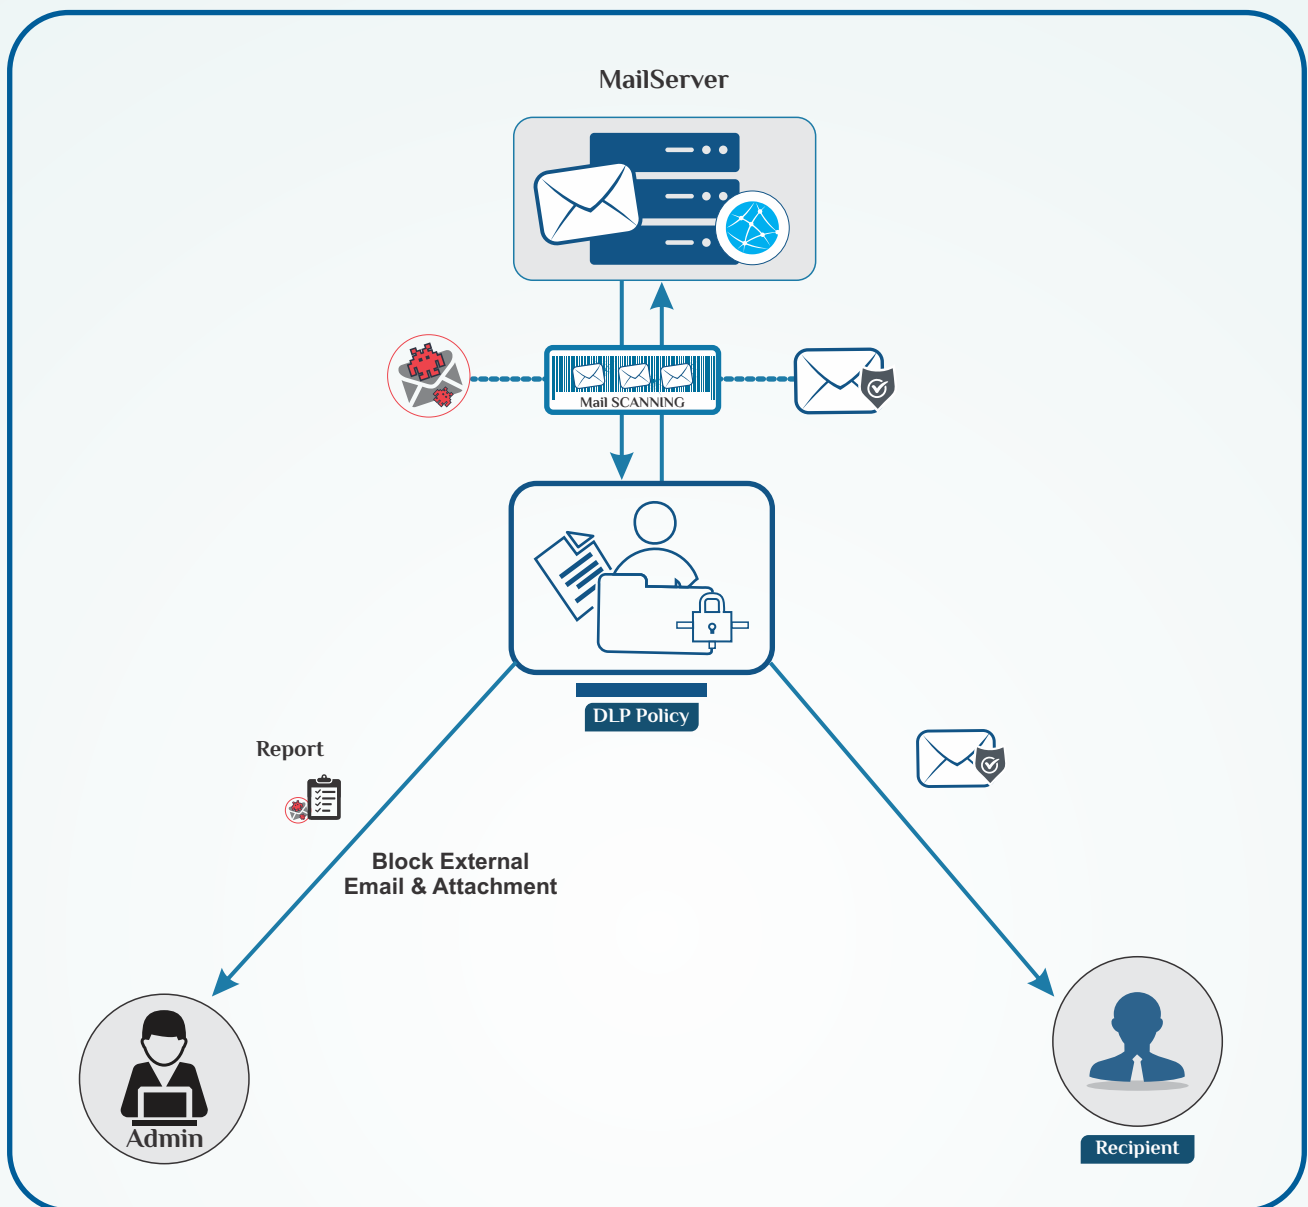 MailServer
Mail SCANNING
DLP Policy
Report
Block External
Email & Attachment
Admin
Recipient